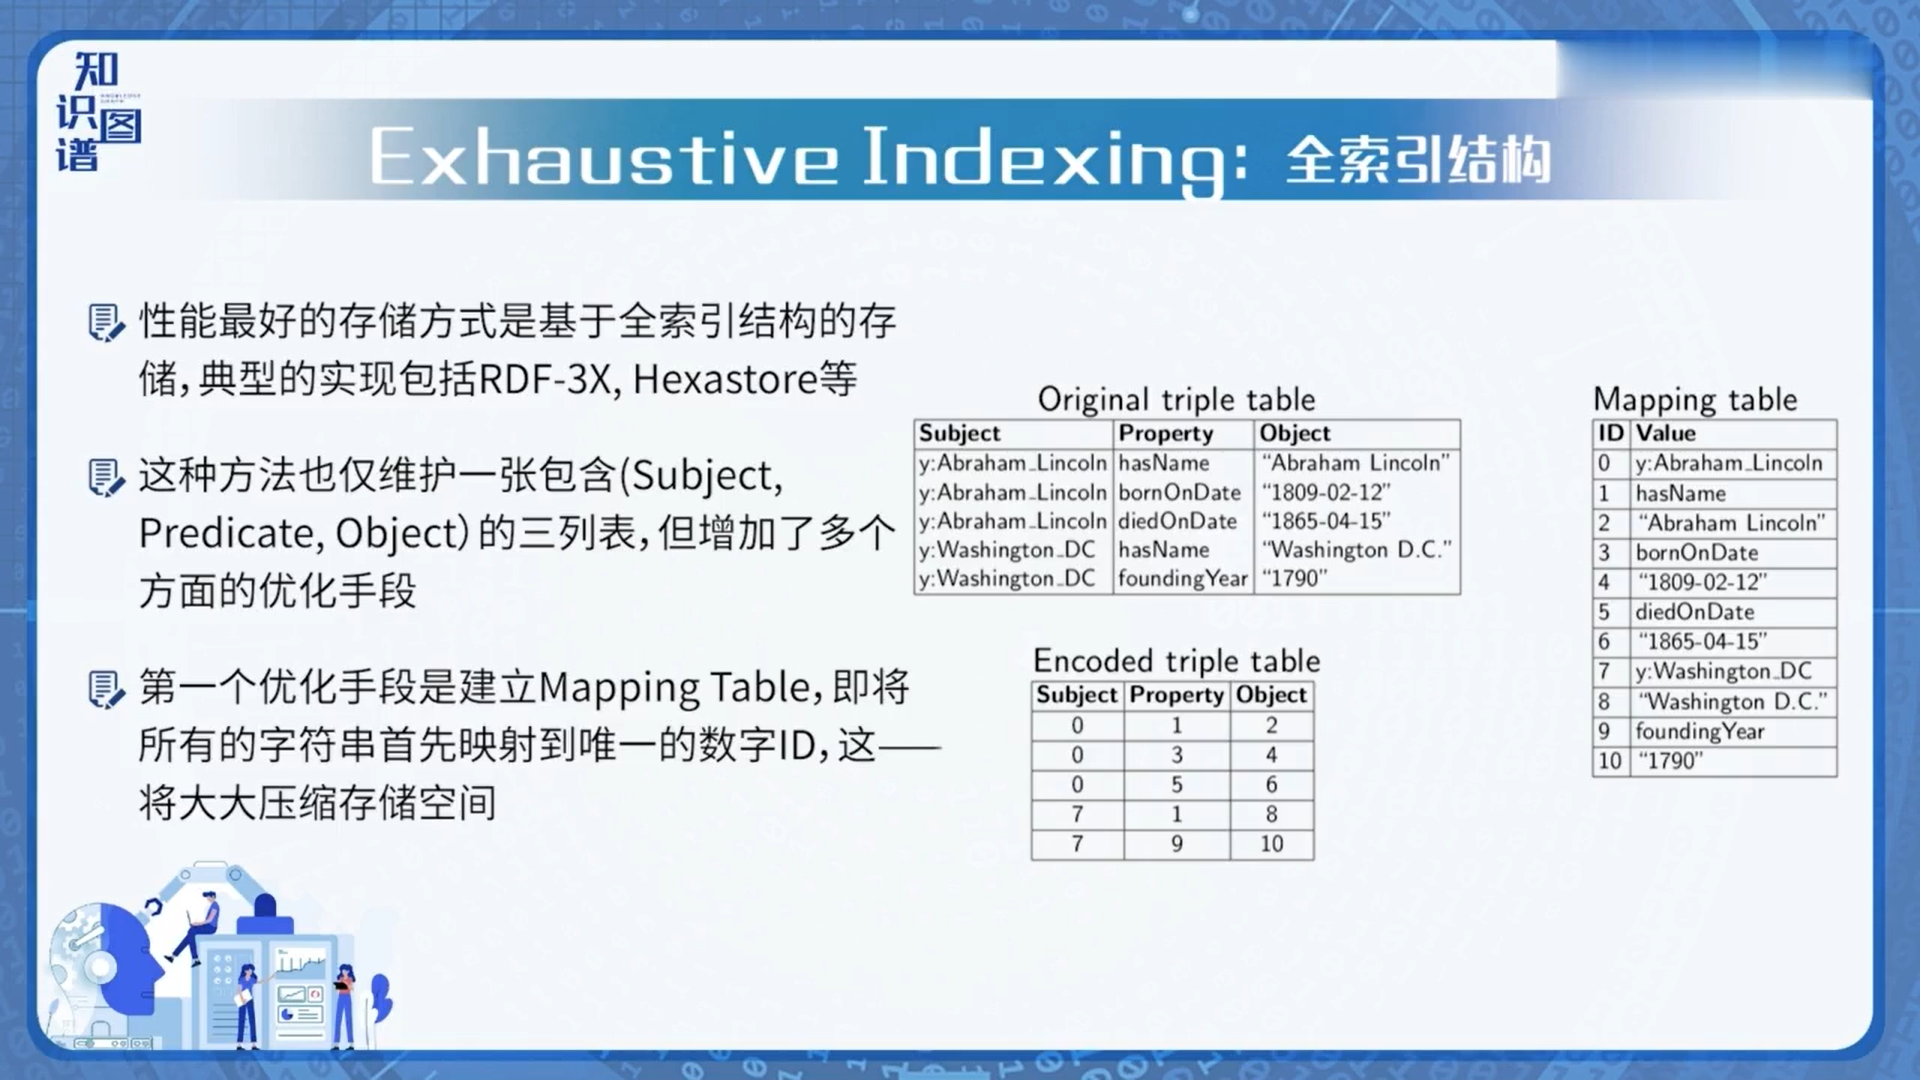 知识图谱
KNOWLEDGE GRAPH
Exhaustive Indexing: 全索引结构
性能最好的存储方式是基于全索引结构的存
储,典型的实现包括RDF-3X, Hexastore等
这种方法也仅维护一张包含(Subject,
Predicate, Object)的三列表,但增加了多个
方面的优化手段
第一个优化手段是建立Mapping Table,即将
所有的字符串首先映射到唯一的数字ID,这——
将大大压缩存储空间
Original triple table
Subject Property Object
y:Abraham_Lincoln hasName “Abraham Lincoln”
y:Abraham_Lincoln bornOnDate “1809-02-12”
y:Abraham_Lincoln diedOnDate “1865-04-15”
y:Washington_DC hasName “Washington D.C.”
y:Washington_DC foundingYear “1790”
Encoded triple table
Subject Property Object
0 1 2
0 3 4
0 5 6
7 1 8
7 9 10
Mapping table
ID Value
0 y:Abraham_Lincoln
1 hasName
2 “Abraham Lincoln”
3 bornOnDate
4 “1809-02-12”
5 diedOnDate
6 “1865-04-15”
7 y:Washington_DC
8 “Washington D.C.”
9 foundingYear
10 “1790”